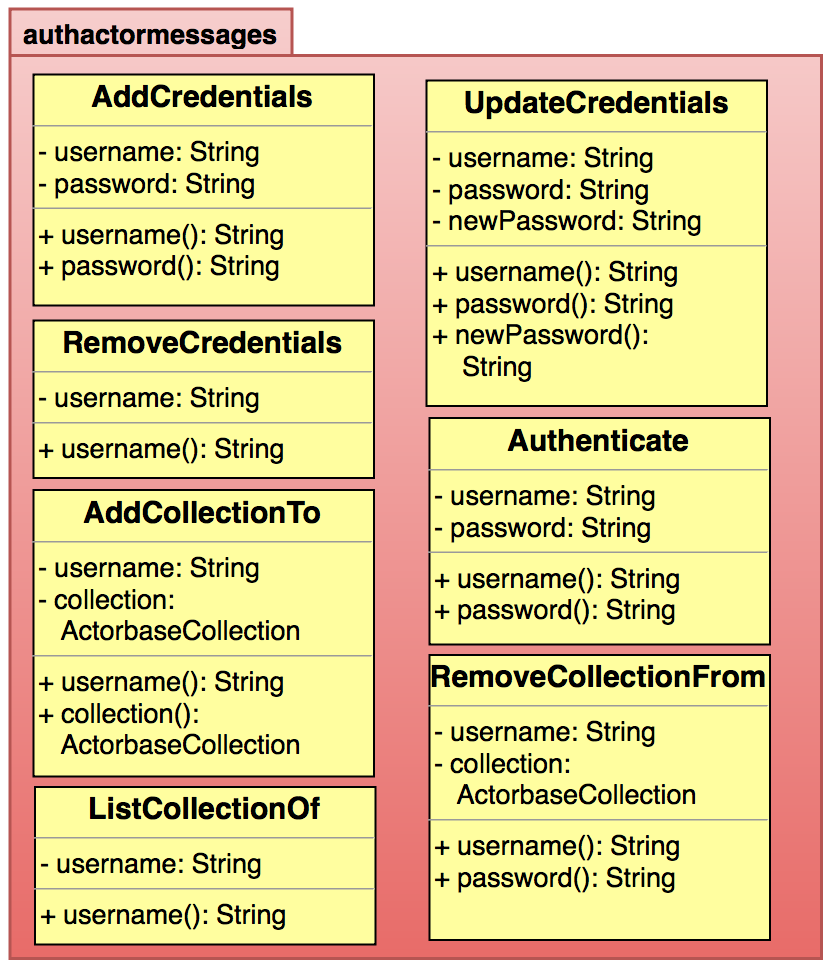 authactormessages
AddCredentials
- username: String
- password: String
+ username(): String
+ password(): String
RemoveCredentials
- username: String
+ username(): String
AddCollectionTo
- username: String
- collection:
ActorbaseCollection
+ username(): String
+ collection():
ActorbaseCollection
ListCollectionOf
- username: String
+ username(): String
UpdateCredentials
- username: String
- password: String
- newPassword: String
+ username(): String
+ password(): String
+ newPassword():
String
Authenticate
- username: String
- password: String
+ username(): String
+ password(): String
RemoveCollectionFrom
- username: String
- collection:
ActorbaseCollection
+ username(): String
+ password(): String